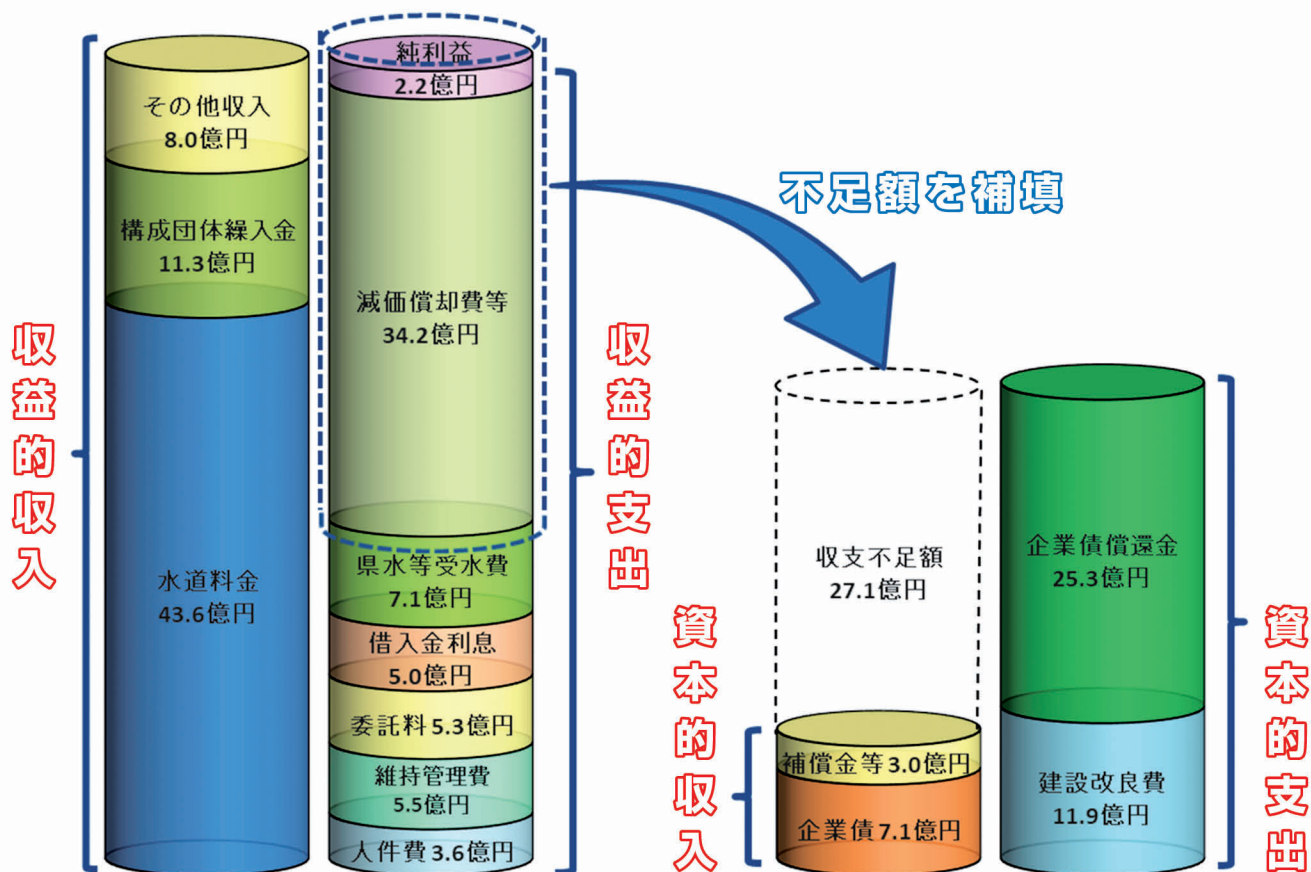 収益的収入
その他収入
8.0億円
構成団体繰入金
11.3億円
水道料金
43.6億円
純利益
2.2億円
減価償却費等
34.2億円
県水等受水費
7.1億円
借入金利息
5.0億円
委託料5.3億円
維持管理費
5.5億円
人件費3.6億円
収益的支出
不足額を補填
資本的収入
収支不足額
27.1億円
補償金等3.0億円
企業債7.1億円
企業債償還金
25.3億円
建設改良費
11.9億円
資本的支出